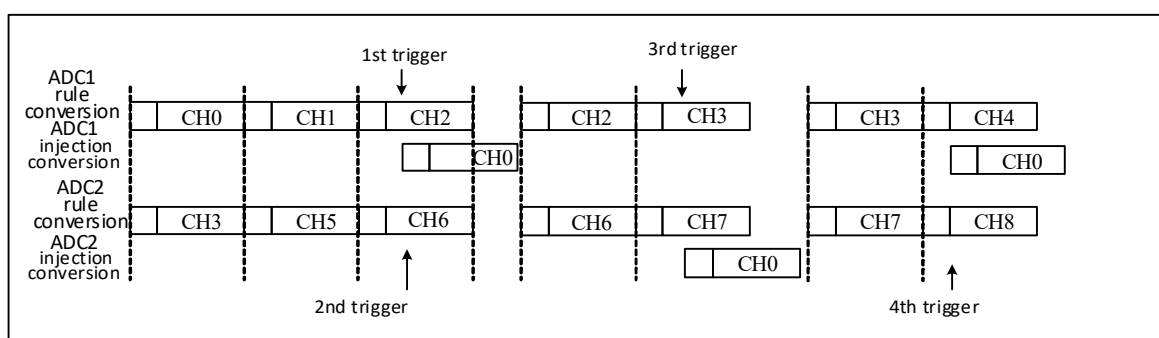 1st trigger
3rd trigger
ADC1
rule
conversion
CH0 CH1 CH2 CH2 CH3 CH3 CH4
ADC1
injection
conversion
CH0 CH0
ADC2
rule
conversion
CH3 CH5 CH6 CH6 CH7 CH7 CH8
ADC2
injection
conversion
CH0
2nd trigger
4th trigger